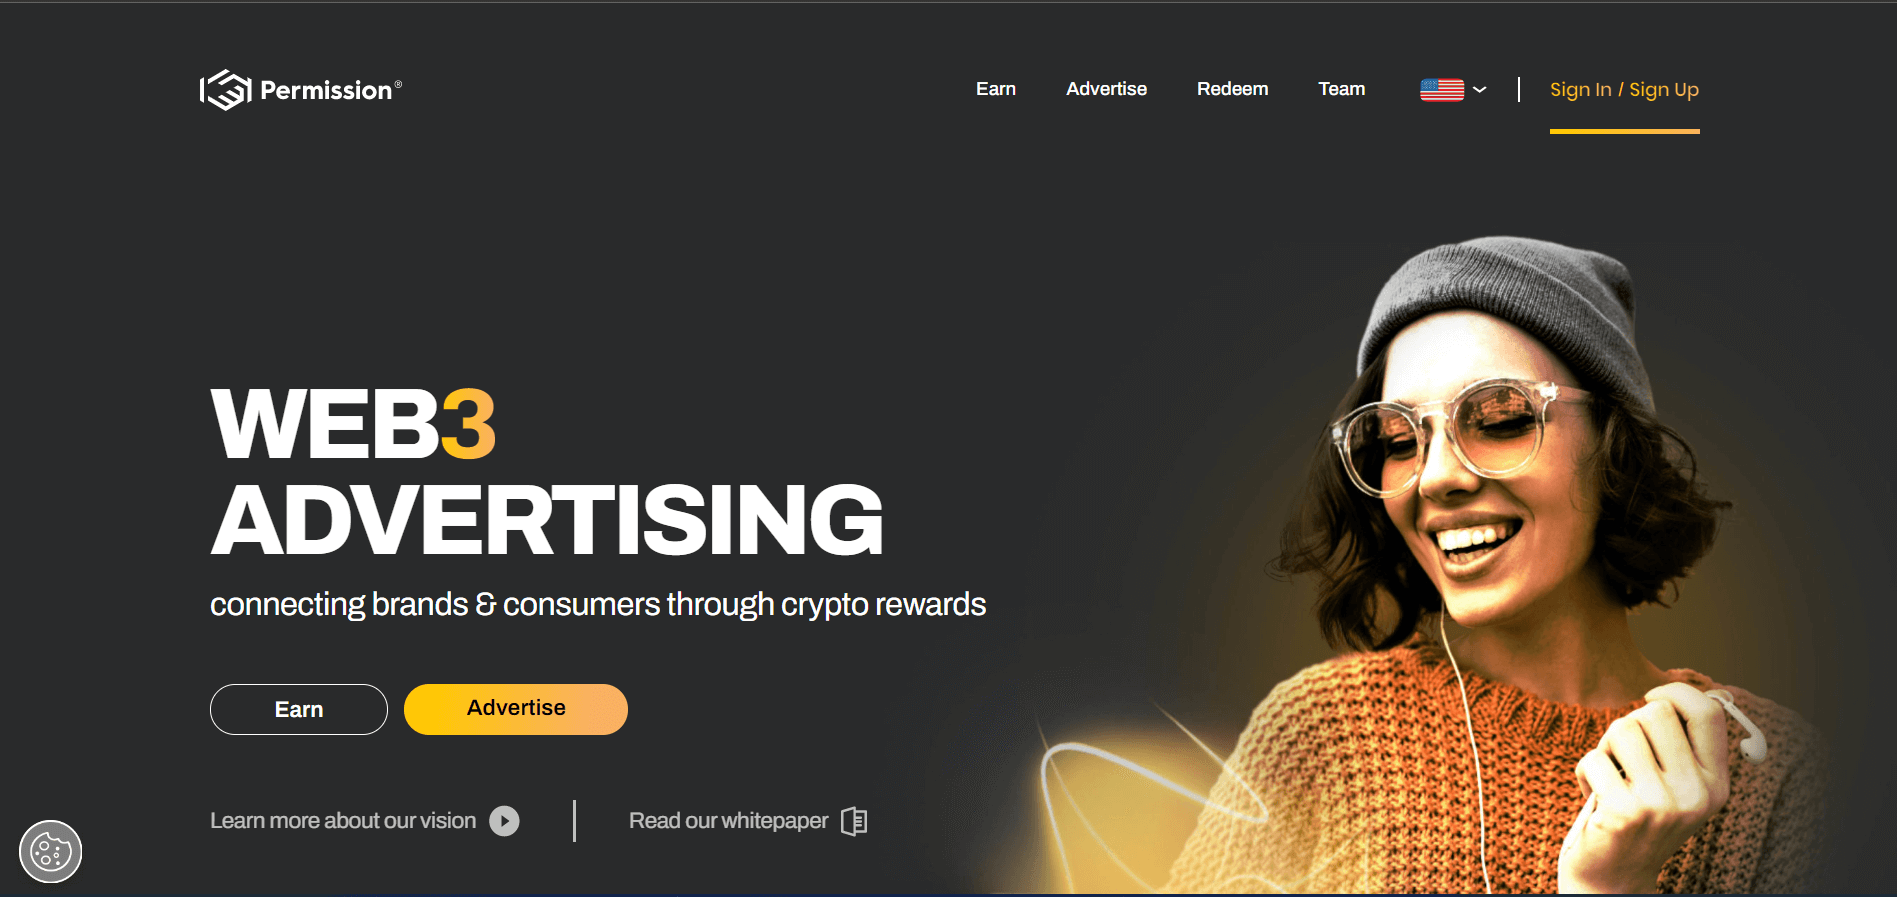 Permission®
Earn
Advertise
Redeem
Team
Sign In / Sign Up
WEB3
ADVERTISING
connecting brands & consumers through crypto rewards
Earn
Advertise
Learn more about our vision
Read our whitepaper